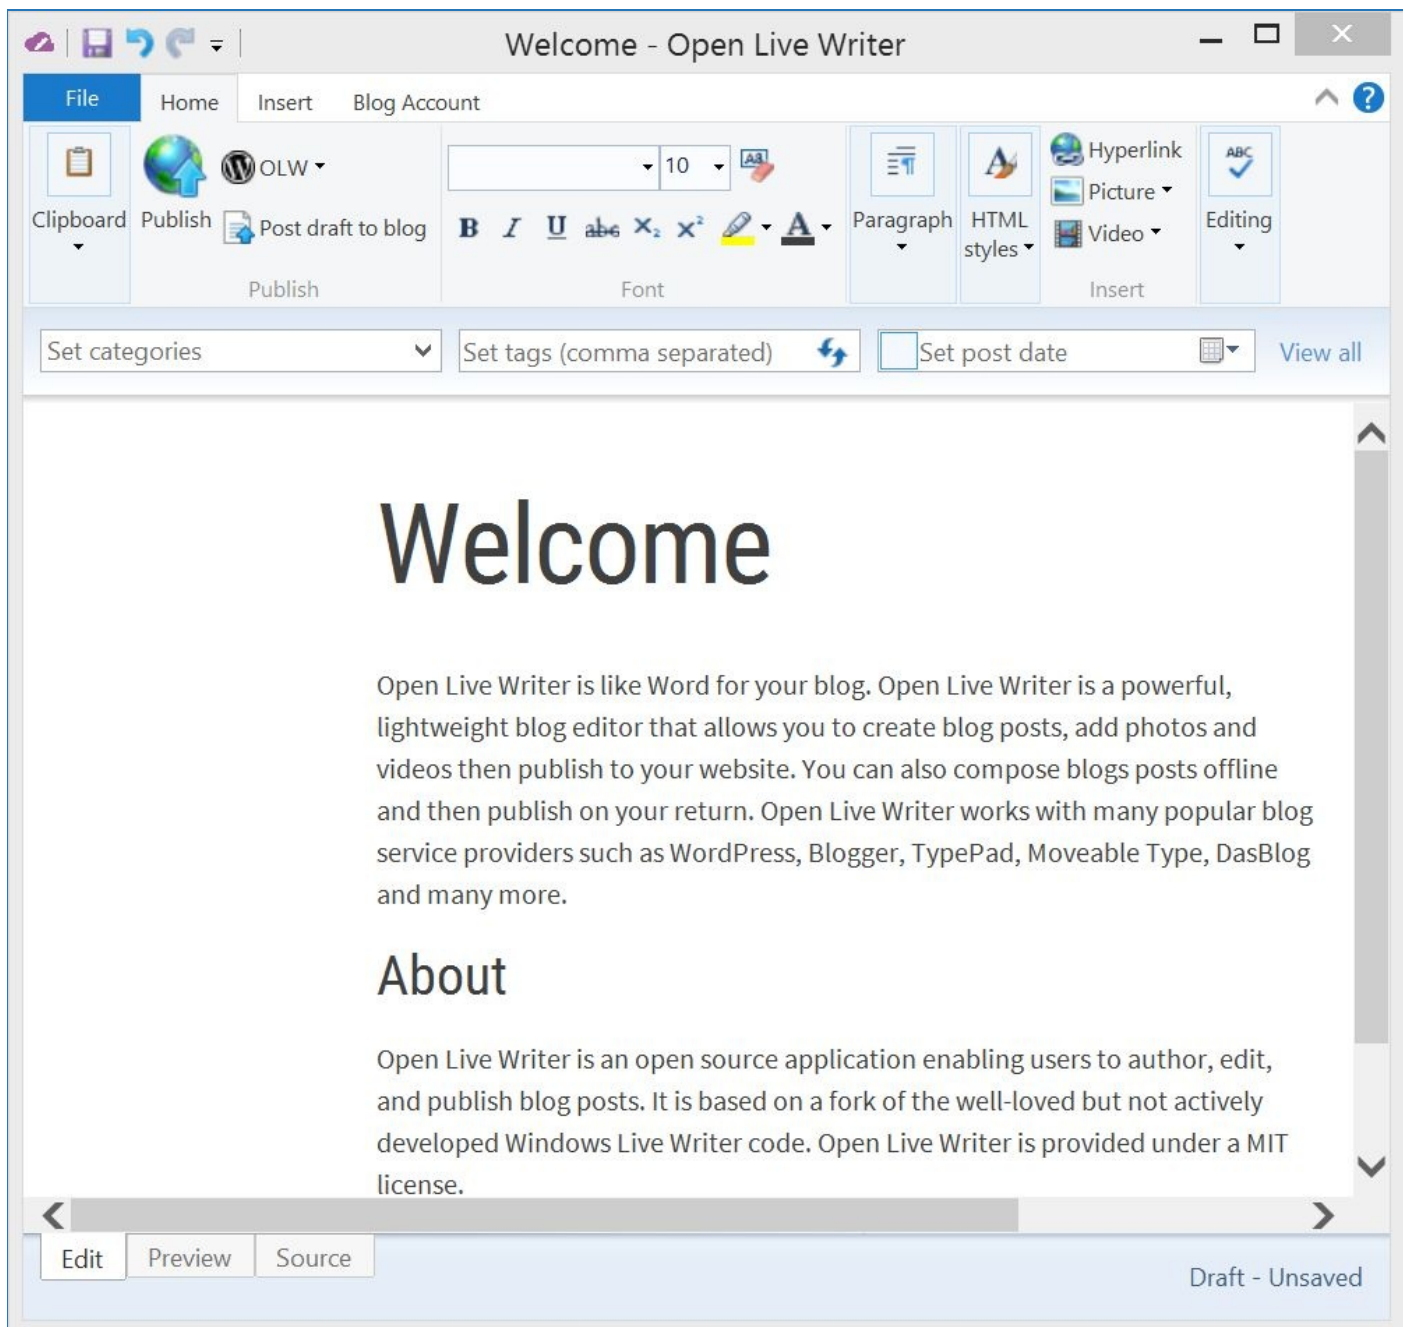 Welcome - Open Live Writer
File Home Insert Blog Account
Clipboard
Publish
OLW
Post draft to blog
Publish
10
B I U abc X₂ X² A
Font
Paragraph
HTML
styles
Hyperlink
Picture
Video
Insert
ABC
Editing
Set categories
Set tags (comma separated)
Set post date
View all
Welcome
Open Live Writer is like Word for your blog. Open Live Writer is a powerful,
lightweight blog editor that allows you to create blog posts, add photos and
videos then publish to your website. You can also compose blogs posts offline
and then publish on your return. Open Live Writer works with many popular blog
service providers such as WordPress, Blogger, TypePad, Moveable Type, DasBlog
and many more.
About
Open Live Writer is an open source application enabling users to author, edit,
and publish blog posts. It is based on a fork of the well-loved but not actively
developed Windows Live Writer code. Open Live Writer is provided under a MIT
license.
Edit Preview Source
Draft - Unsaved